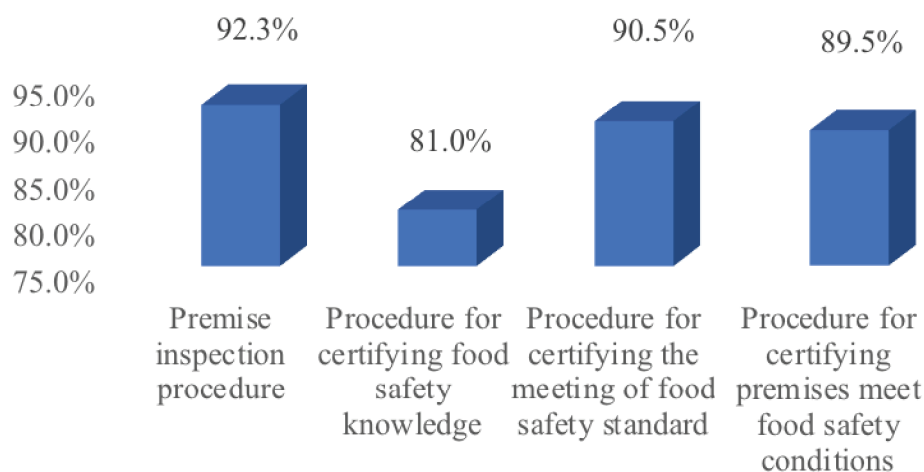 92.3%
81.0%
90.5%
89.5%
95.0%
90.0%
85.0%
80.0%
75.0%
Premise
inspection
procedure
Procedure for
certifying food
safety
knowledge
Procedure for
certifying the
meeting of food
safety standard
Procedure for
certifying
premises meet
food safety
conditions